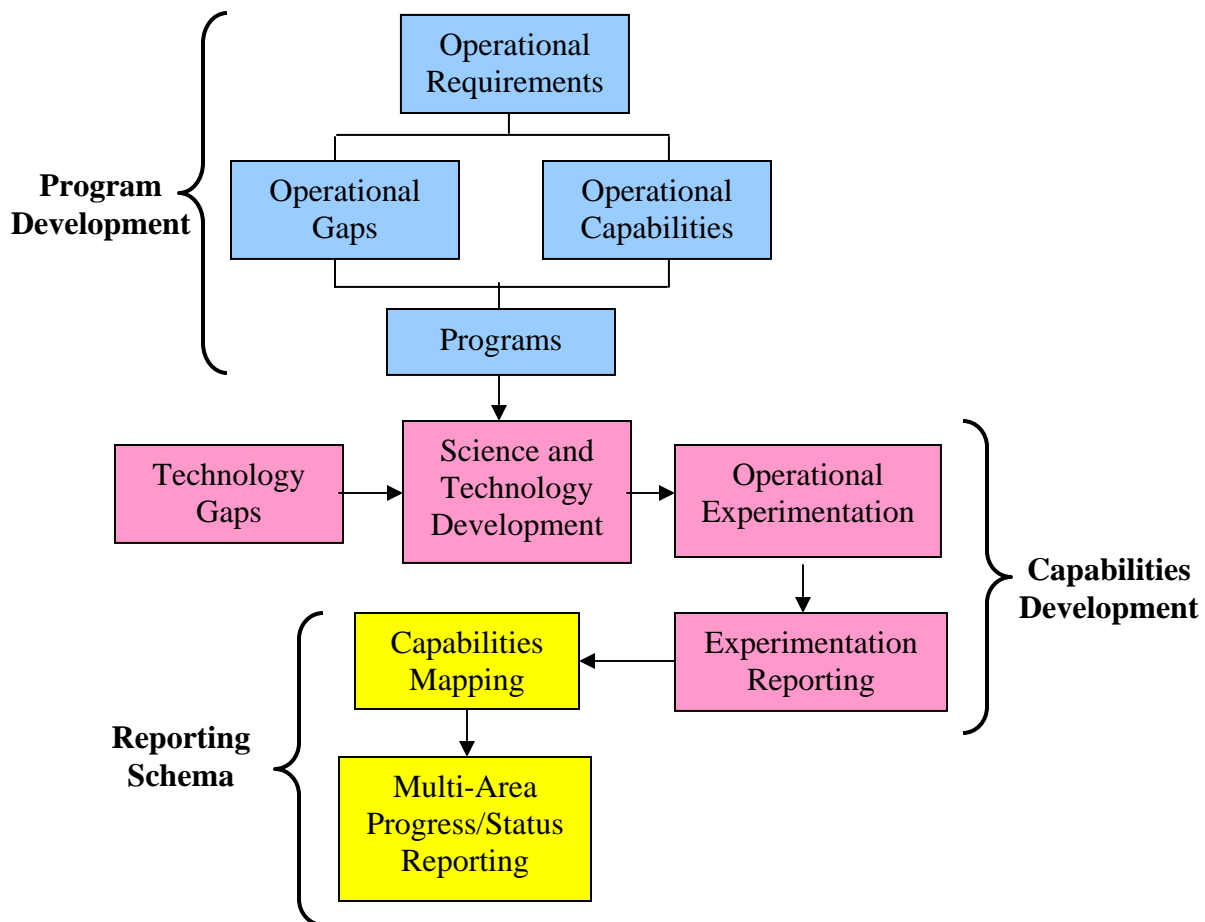 Operational
Requirements
Program
Development
Operational
Gaps
Operational
Capabilities
Programs
Technology
Gaps
Science and
Technology
Development
Operational
Experimentation
Capabilities
Development
Capabilities
Mapping
Experimentation
Reporting
Reporting
Schema
Multi-Area
Progress/Status
Reporting